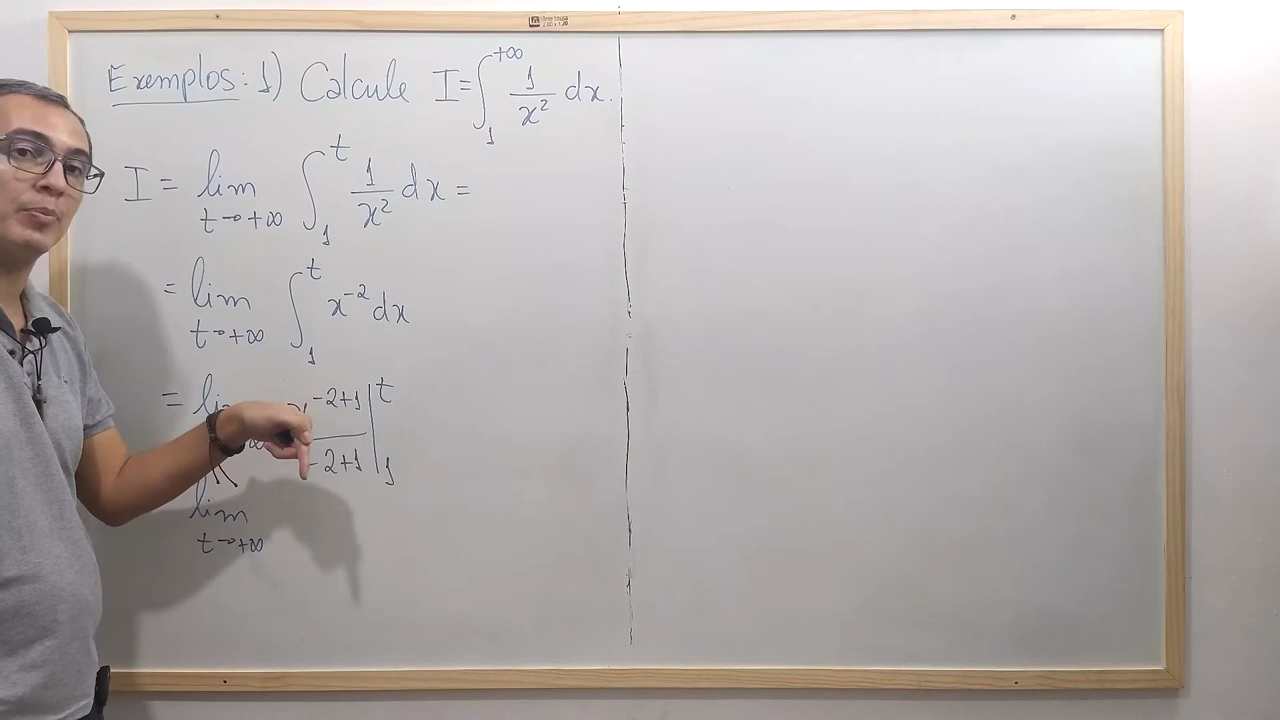 Exemplos: 1) Calcule I = ∫₁^{+∞} 1/x² dx.
I = lim_{t→+∞} ∫₁^t 1/x² dx =
= lim_{t→+∞} ∫₁^t x⁻² dx
= x^{-2+1}/-2+1 |₁^t
lim_{t→+∞}